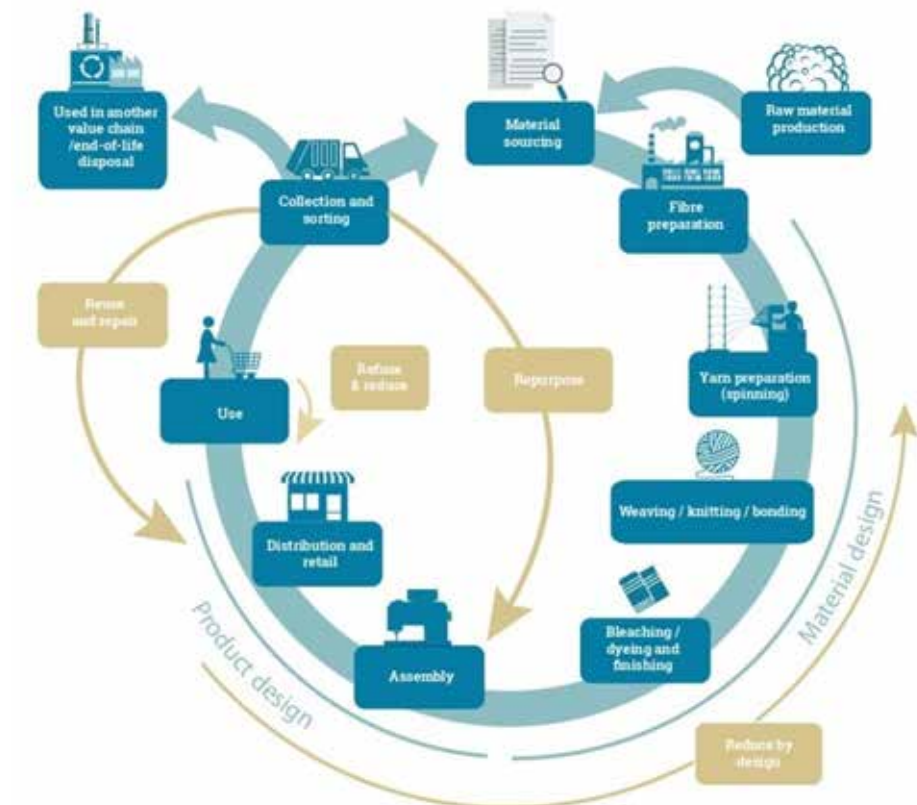 Used in another
value chain
/end-of-life
disposal
Material
sourcing
Raw material
production
Collection and
sorting
Fibre
preparation
Reuse
and repair
Refuse
& reduce
Repurpose
Yarn preparation
(spinning)
Use
Weaving / knitting / bonding
Distribution and
retail
Bleaching /
dyeing and
finishing
Assembly
Product design
Material design
Reduce by
design